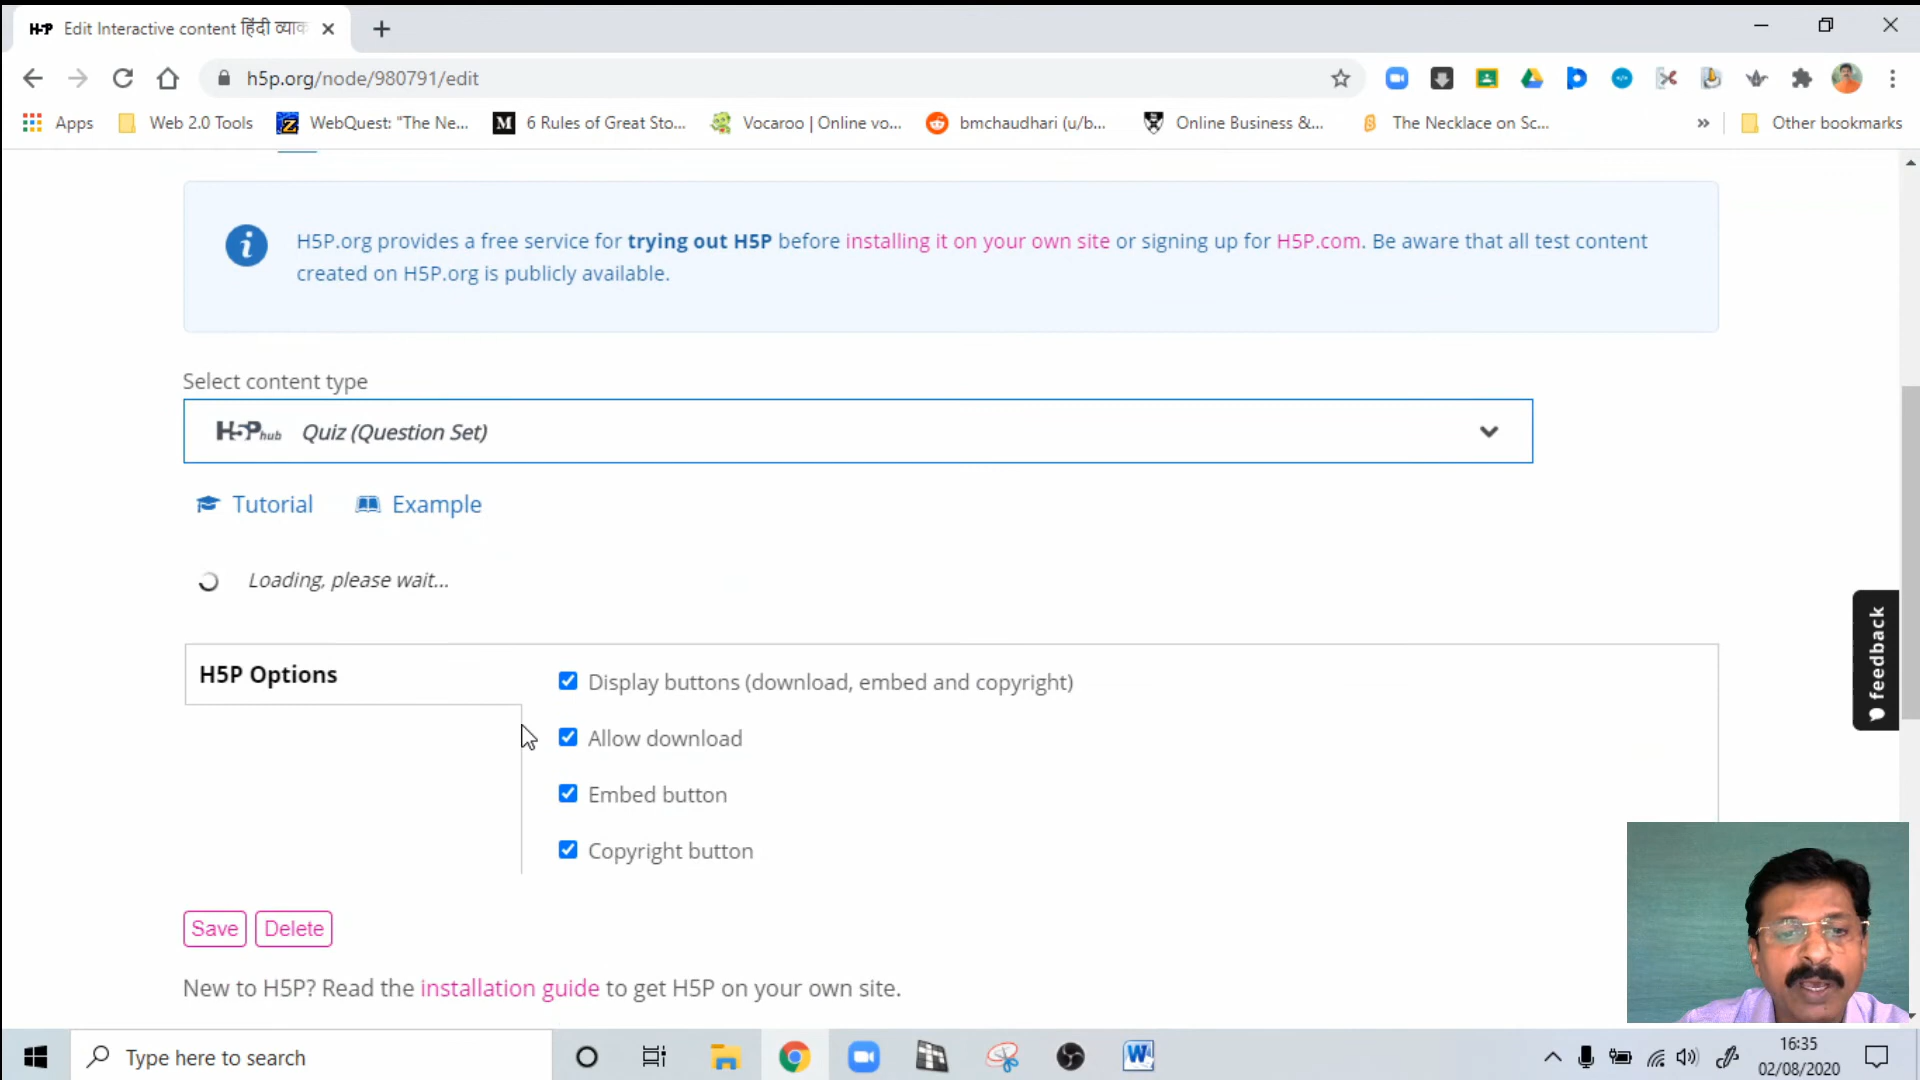 H-P Edit Interactive content हिंदी व्याक
h5p.org/node/980791/edit
Apps Web 2.0 Tools WebQuest: "The Ne... M 6 Rules of Great Sto... Vocaroo | Online vo... bmchaudhari (u/b... Online Business &... The Necklace on Sc... » Other bookmarks
H5P.org provides a free service for trying out H5P before installing it on your own site or signing up for H5P.com. Be aware that all test content
created on H5P.org is publicly available.
Select content type
H5P hub Quiz (Question Set)
Tutorial Example
Loading, please wait...
feedback
H5P Options
Display buttons (download, embed and copyright)
Allow download
Embed button
Copyright button
Save Delete
New to H5P? Read the installation guide to get H5P on your own site.
Type here to search
16:35
02/08/2020